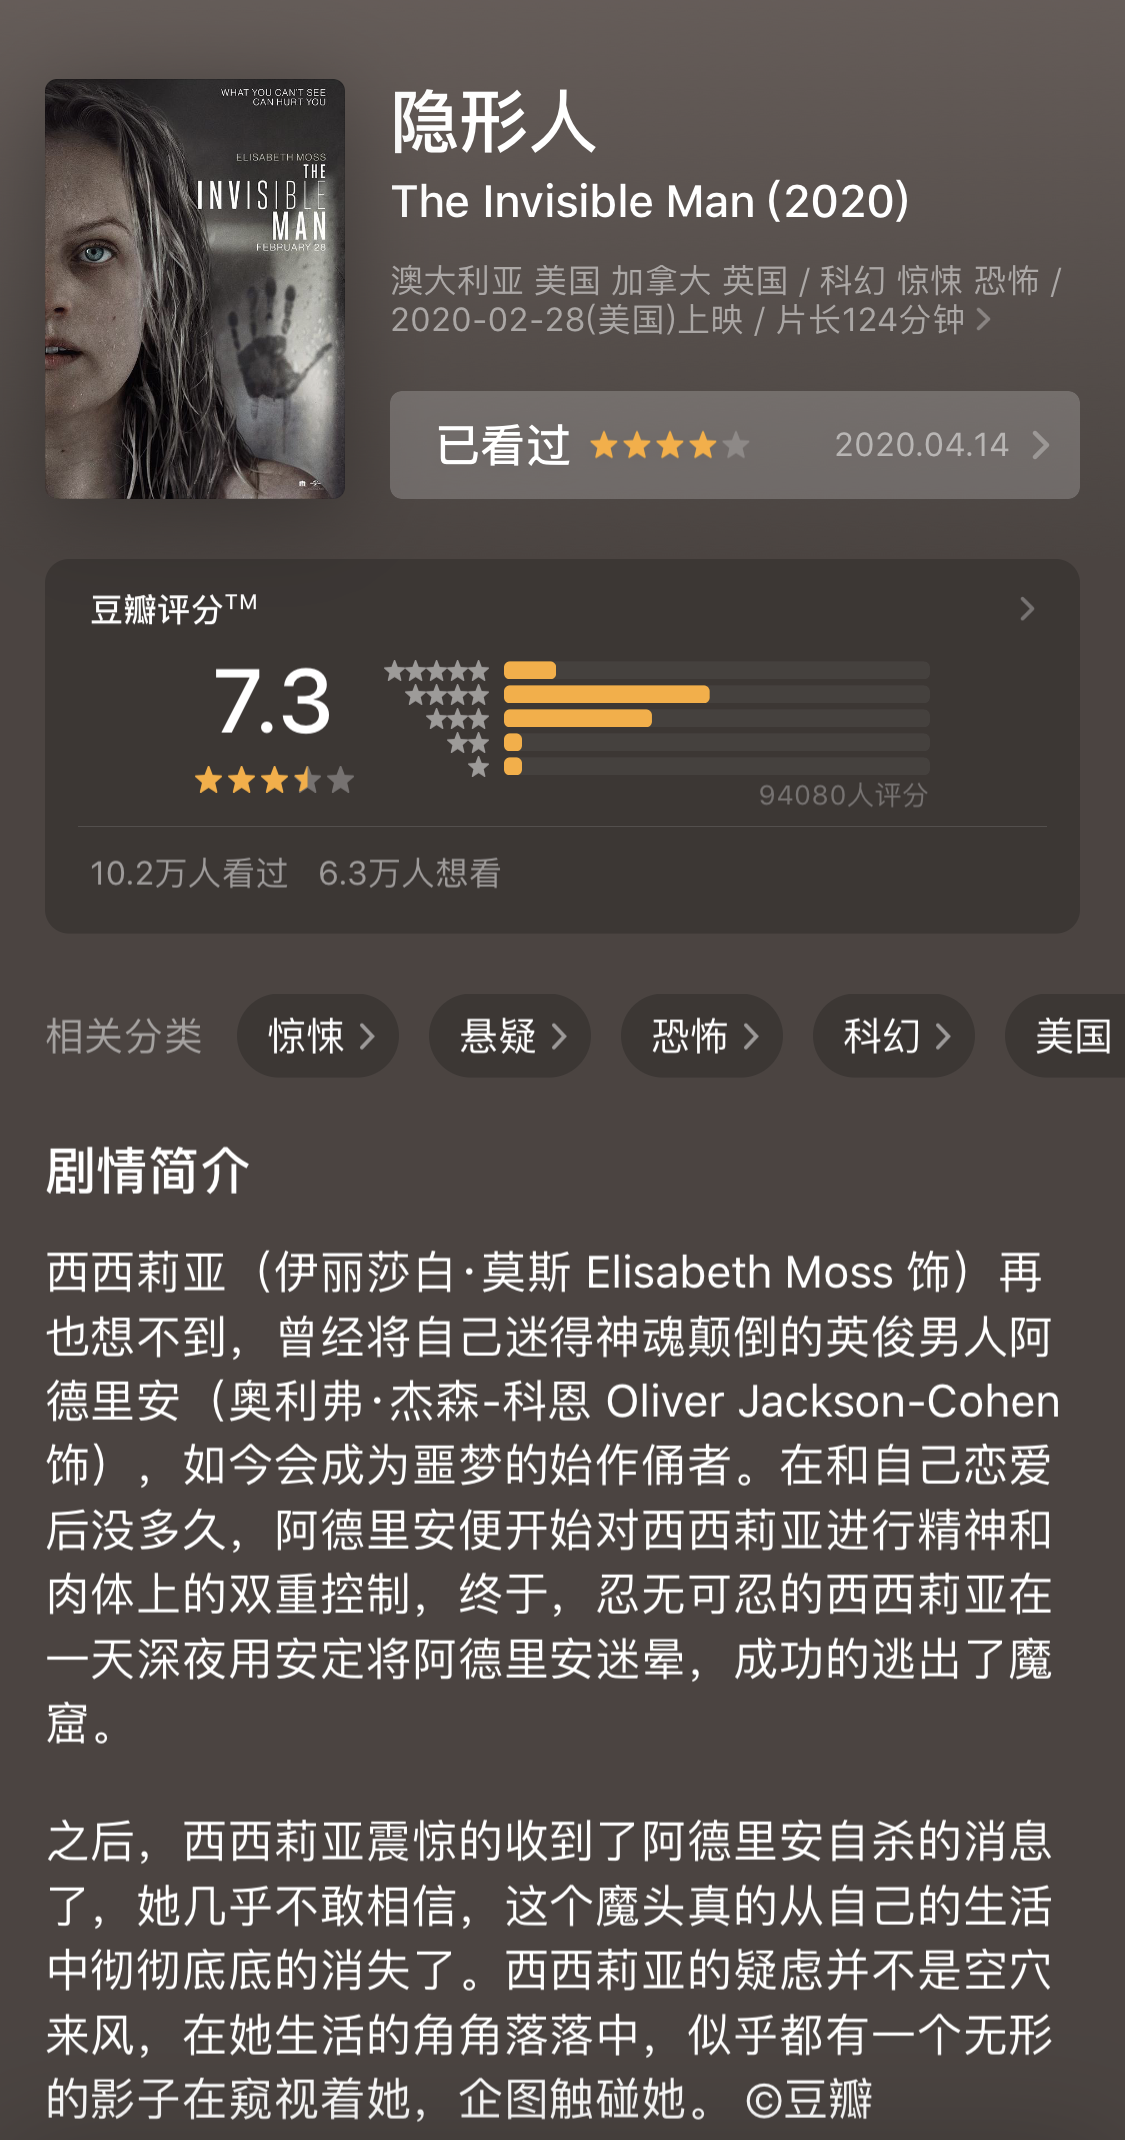 WHAT YOU CAN'T SEE
CAN HURT YOU
ELISABETH MOSS
THE
INVISIBLE
MAN
FEBRUARY 28
隐形人
The Invisible Man (2020)
澳大利亚 美国 加拿大 英国 / 科幻 惊悚 恐怖 /
2020-02-28(美国)上映 / 片长124分钟
已看过
2020.04.14
豆瓣评分TM
7.3
94080人评分
10.2万人看过 6.3万人想看
相关分类
惊悚
悬疑
恐怖
科幻
美国
剧情简介
西西莉亚（伊丽莎白·莫斯 Elisabeth Moss 饰）再
也想不到，曾经将自己迷得神魂颠倒的英俊男人阿
德里安（奥利弗·杰森-科恩 Oliver Jackson-Cohen
饰），如今会成为噩梦的始作俑者。在和自己恋爱
后没多久，阿德里安便开始对西西莉亚进行精神和
肉体上的双重控制，终于，忍无可忍的西西莉亚在
一天深夜用安定将阿德里安迷晕，成功的逃出了魔
窟。
之后，西西莉亚震惊的收到了阿德里安自杀的消息
了，她几乎不敢相信，这个魔头真的从自己的生活
中彻彻底底的消失了。西西莉亚的疑虑并不是空穴
来风，在她生活的角角落落中，似乎都有一个无形
的影子在窥视着她，企图触碰她。 ©豆瓣